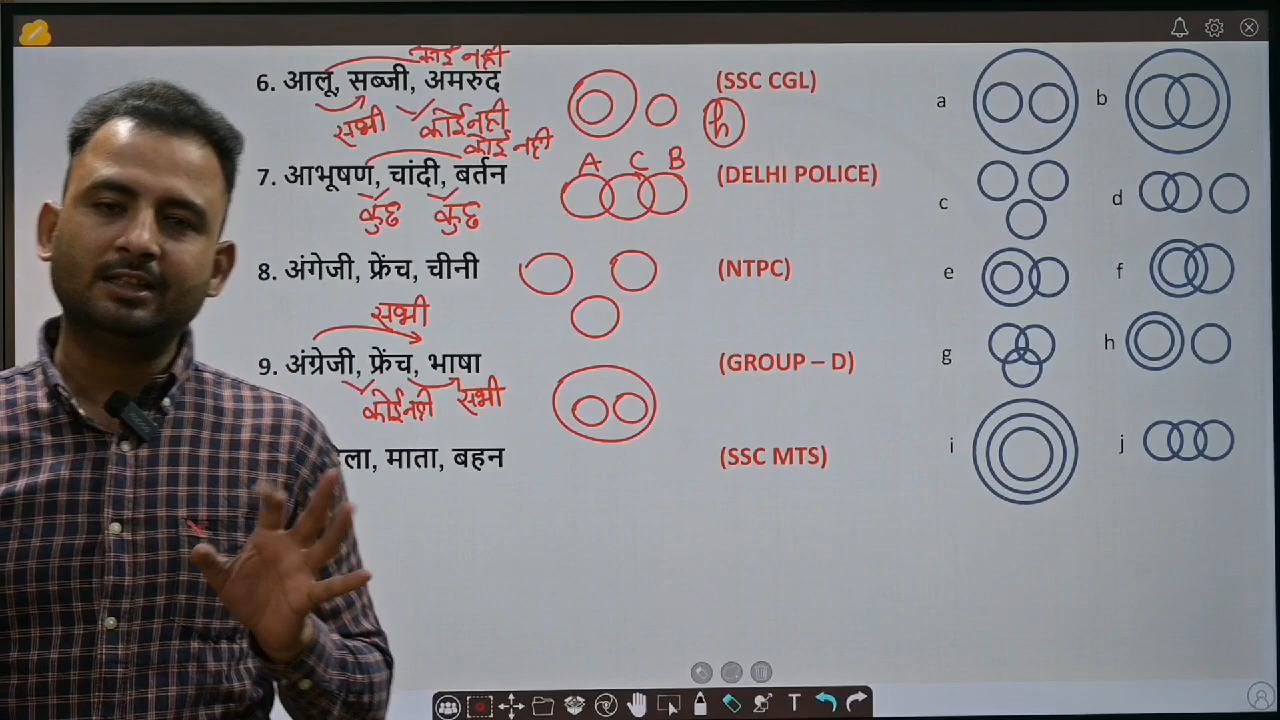 कोई नहीं
6. आलू, सब्जी, अमरुद
(SSC CGL)
सभी
कोई नहीं
h
a
b
कोई नहीं
A
C
B
7. आभूषण, चांदी, बर्तन
(DELHI POLICE)
कुछ
कुछ
c
d
8. अंगेजी, फ्रेंच, चीनी
(NTPC)
e
f
सभी
9. अंग्रेजी, फ्रेंच, भाषा
(GROUP – D)
g
h
कोई नहीं
सभी
माता, बहन
(SSC MTS)
i
j
T